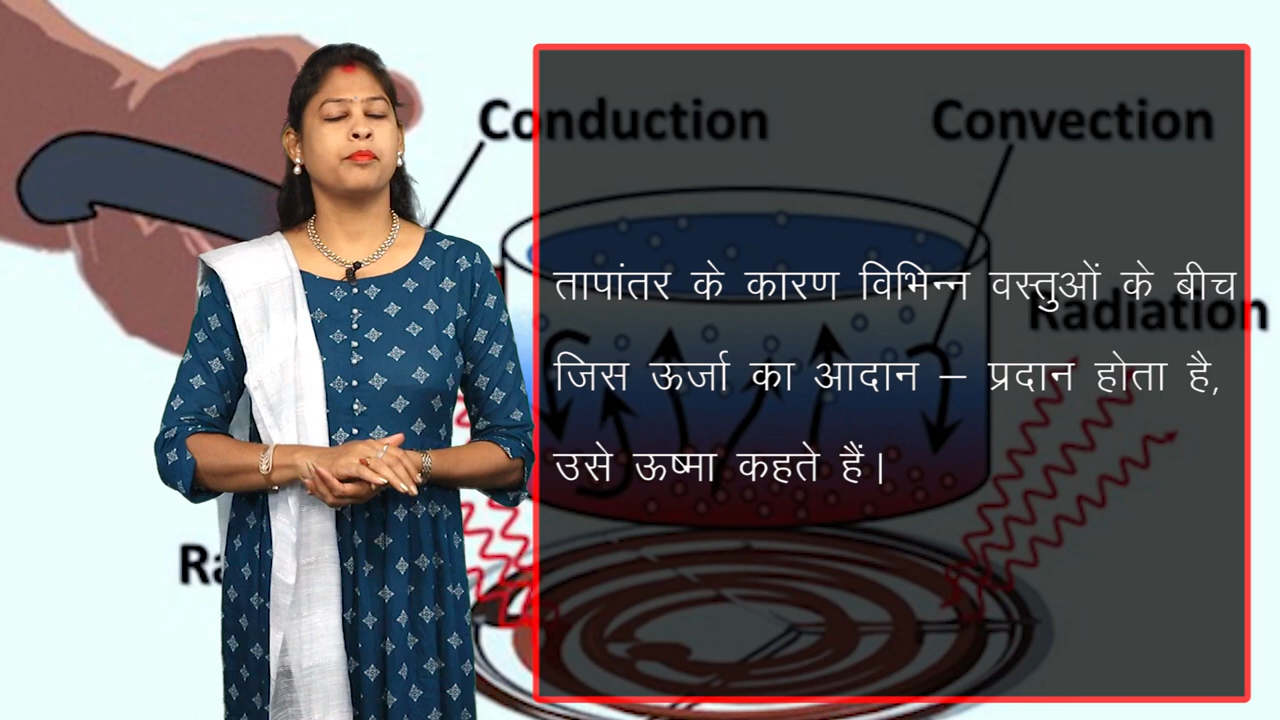 Conduction
Convection
तापांतर के कारण विभिन्न वस्तुओं के बीच
Radiation
जिस ऊर्जा का आदान – प्रदान होता है,
उसे ऊष्मा कहते हैं।